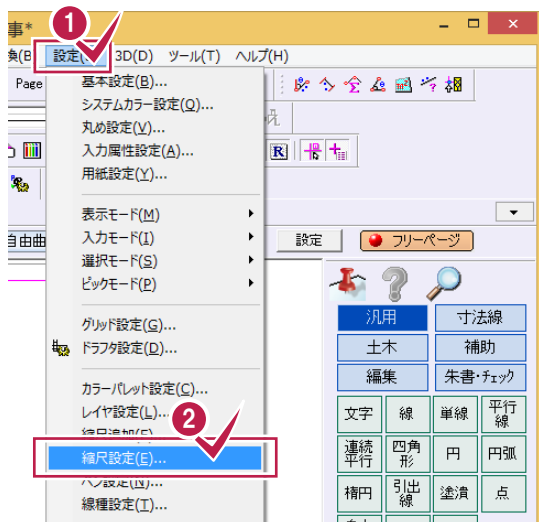 事*
1
換(B
設定(
3D(D)
ツール(T)
ヘルプ(H)
Page
基本設定(B)...
システムカラー設定(O)...
丸め設定(V)...
入力属性設定(A)...
R
用紙設定(Y)...
表示モード(M)
入力モード(I)
自由曲
設定
フリーページ
選択モード(S)
ピックモード(P)
グリッド設定(G)...
ドラフタ設定(D)...
カラーパレット設定(C)...
レイヤ設定(L)...
2
縮尺設定(E)...
ペン設定(N)...
線種設定(T)...
汎用
寸法線
土木
補助
編集
朱書・チェック
文字
線
単線
平行線
連続平行
四角形
円
円弧
楕円
引出線
塗潰
点